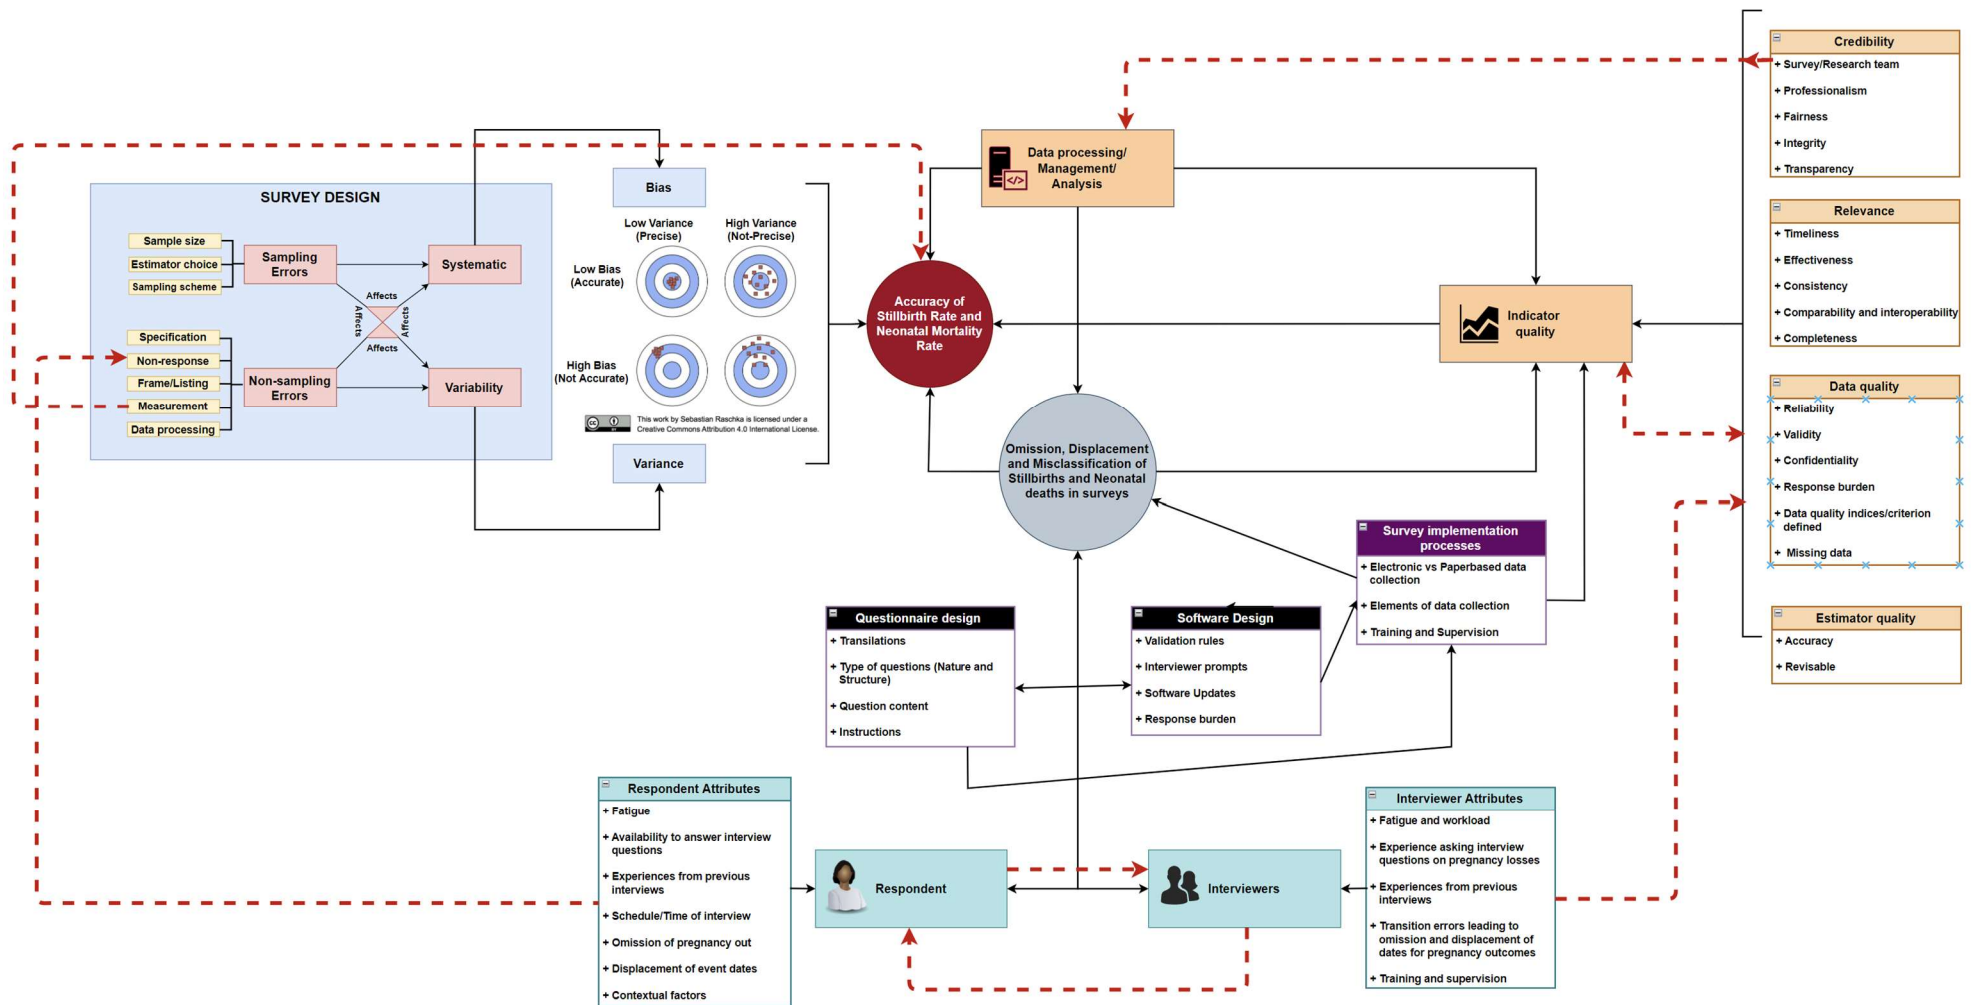 SURVEY DESIGN
Sample size
Estimator choice
Sampling scheme
Sampling
Errors
Systematic
Affects
Affects
Affects
Affects
Specification
Non-response
Frame/Listing
Measurement
Data processing
Non-sampling
Errors
Variability
Bias
Low Variance
(Precise)
High Variance
(Not-Precise)
Low Bias
(Accurate)
High Bias
(Not Accurate)
cc
BY
This work by Sebastian Raschka is licensed under a
Creative Commons Attribution 4.0 International License.
Variance
Accuracy of
Stillbirth Rate and
Neonatal Mortality
Rate
Data processing/
Management/
Analysis
</>
Indicator
quality
Omission, Displacement
and Misclassification of
Stillbirths and Neonatal
deaths in surveys
Credibility
+ Survey/Research team
+ Professionalism
+ Fairness
+ Integrity
+ Transparency
Relevance
+ Timeliness
+ Effectiveness
+ Consistency
+ Comparability and interoperability
+ Completeness
Data quality
+ Reliability
+ Validity
+ Confidentiality
+ Response burden
+ Data quality indices/criterion
defined
+ Missing data
Estimator quality
+ Accuracy
+ Revisable
Survey implementation
processes
+ Electronic vs Paperbased data
collection
+ Elements of data collection
+ Training and Supervision
Questionnaire design
+ Transilations
+ Type of questions (Nature and
Structure)
+ Question content
+ Instructions
Software Design
+ Validation rules
+ Interviewer prompts
+ Software Updates
+ Response burden
Respondent Attributes
+ Fatigue
+ Availability to answer interview
questions
+ Experiences from previous
interviews
+ Schedule/Time of interview
+ Omission of pregnancy out
+ Displacement of event dates
+ Contextual factors
Respondent
Interviewers
Interviewer Attributes
+ Fatigue and workload
+ Experience asking interview
questions on pregnancy losses
+ Experiences from previous
interviews
+ Transition errors leading to
omission and displacement of
dates for pregnancy outcomes
+ Training and supervision